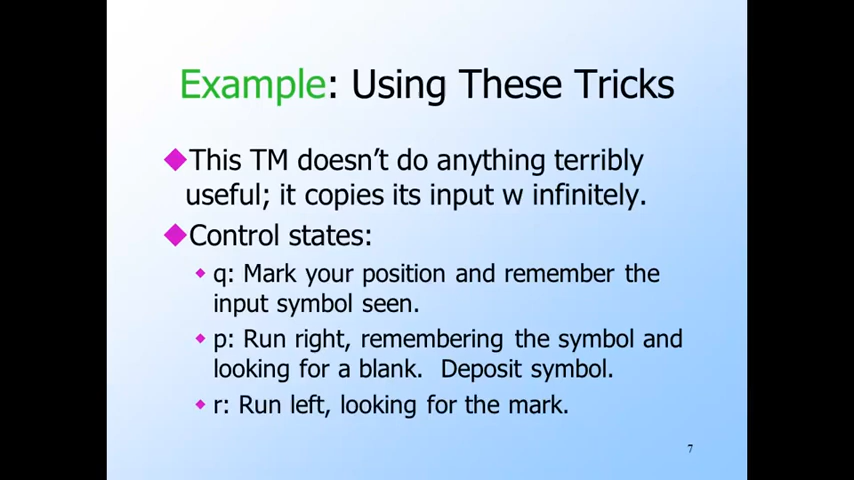 Example: Using These Tricks
This TM doesn't do anything terribly
useful; it copies its input w infinitely.
Control states:
q: Mark your position and remember the
input symbol seen.
p: Run right, remembering the symbol and
looking for a blank. Deposit symbol.
r: Run left, looking for the mark.
7